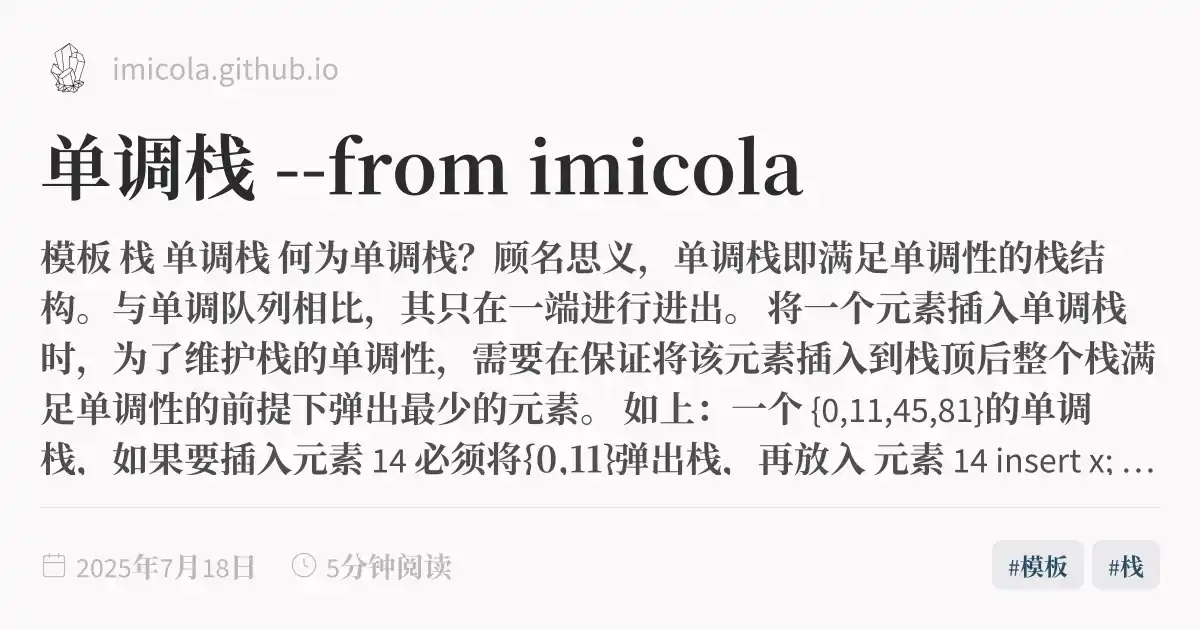 imicola.github.io
单调栈 --from imicola
模板 栈 单调栈 何为单调栈？顾名思义，单调栈即满足单调性的栈结
构。与单调队列相比，其只在一端进行进出。 将一个元素插入单调栈
时，为了维护栈的单调性，需要在保证将该元素插入到栈顶后整个栈满
足单调性的前提下弹出最少的元素。 如上：一个 {0,11,45,81}的单调
栈，如果要插入元素 14 必须将{0,11}弹出栈，再放入 元素 14 insert x; …
2025年7月18日 5分钟阅读 #模板 #栈